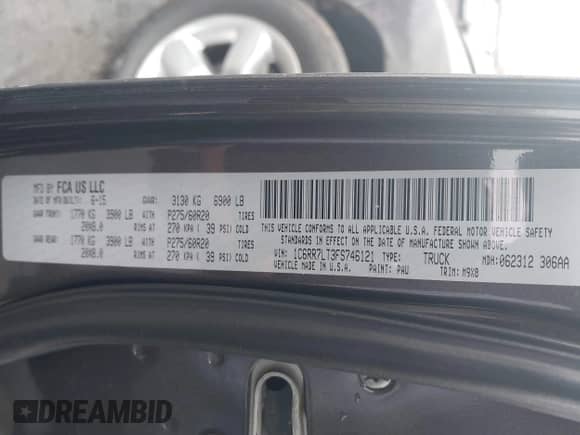 MFD BY: FCA US LLC
DATE OF MFR (BUILT): 6-15 GVWR: 3130 KG 6900 LB
GAWR FRONT: 1770 KG 3900 LB WITH P275/60R20 TIRES
20X8.0 RIMS AT 270 KPA ( 39 PSI) COLD
GAWR REAR: 1770 KG 3900 LB WITH P275/60R20 TIRES
20X8.0 RIMS AT 270 KPA ( 39 PSI) COLD
THIS VEHICLE CONFORMS TO ALL APPLICABLE U.S.A. FEDERAL MOTOR VEHICLE SAFETY
STANDARDS IN EFFECT ON THE DATE OF MANUFACTURE SHOWN ABOVE.
VIN: 1C6RR7LT3FS746121 TYPE: TRUCK MDH: 062312 306AA
MADE IN U.S.A. PAINT: PAU TRIM: M9X8
DREAMBID